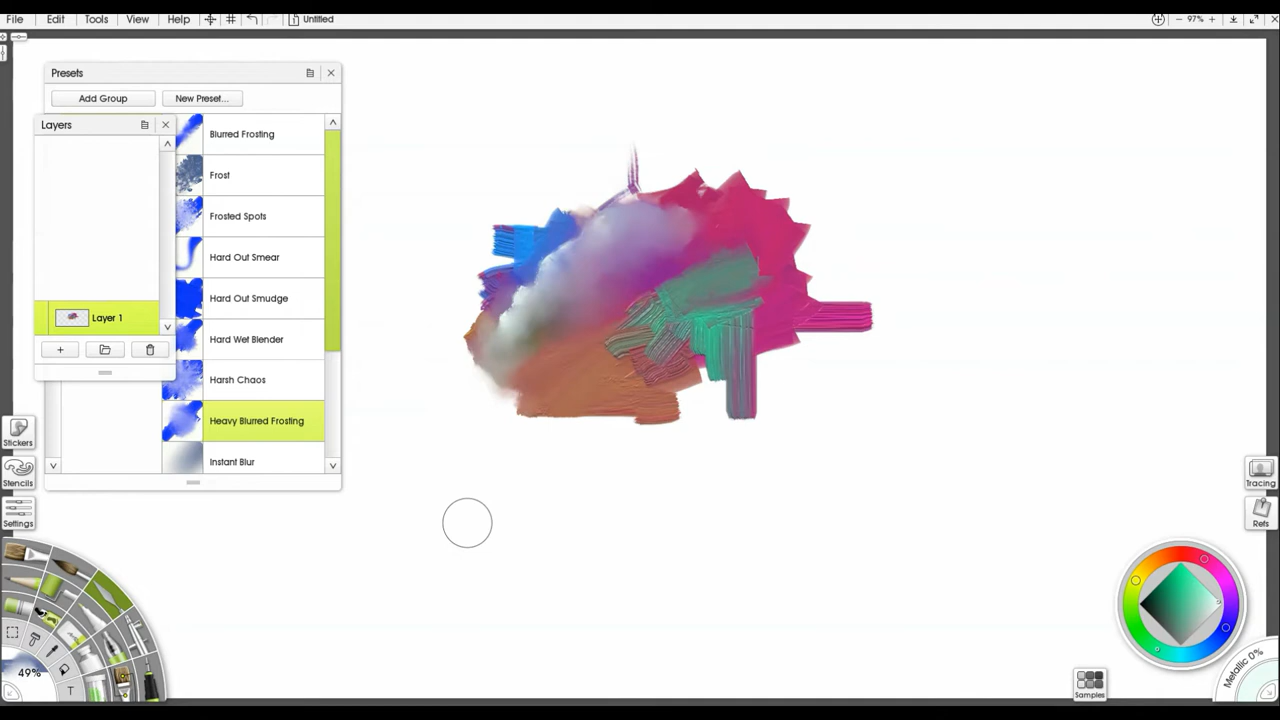 File Edit Tools View Help Untitled 97%
Presets
Add Group New Preset...
Layers
Blurred Frosting
Frost
Frosted Spots
Hard Out Smear
Hard Out Smudge
Layer 1
Hard Wet Blender
Harsh Chaos
Heavy Blurred Frosting
Instant Blur
Stickers
Stencils
Settings
Tracing
Refs
49%
T
Metallic 0%
Samples